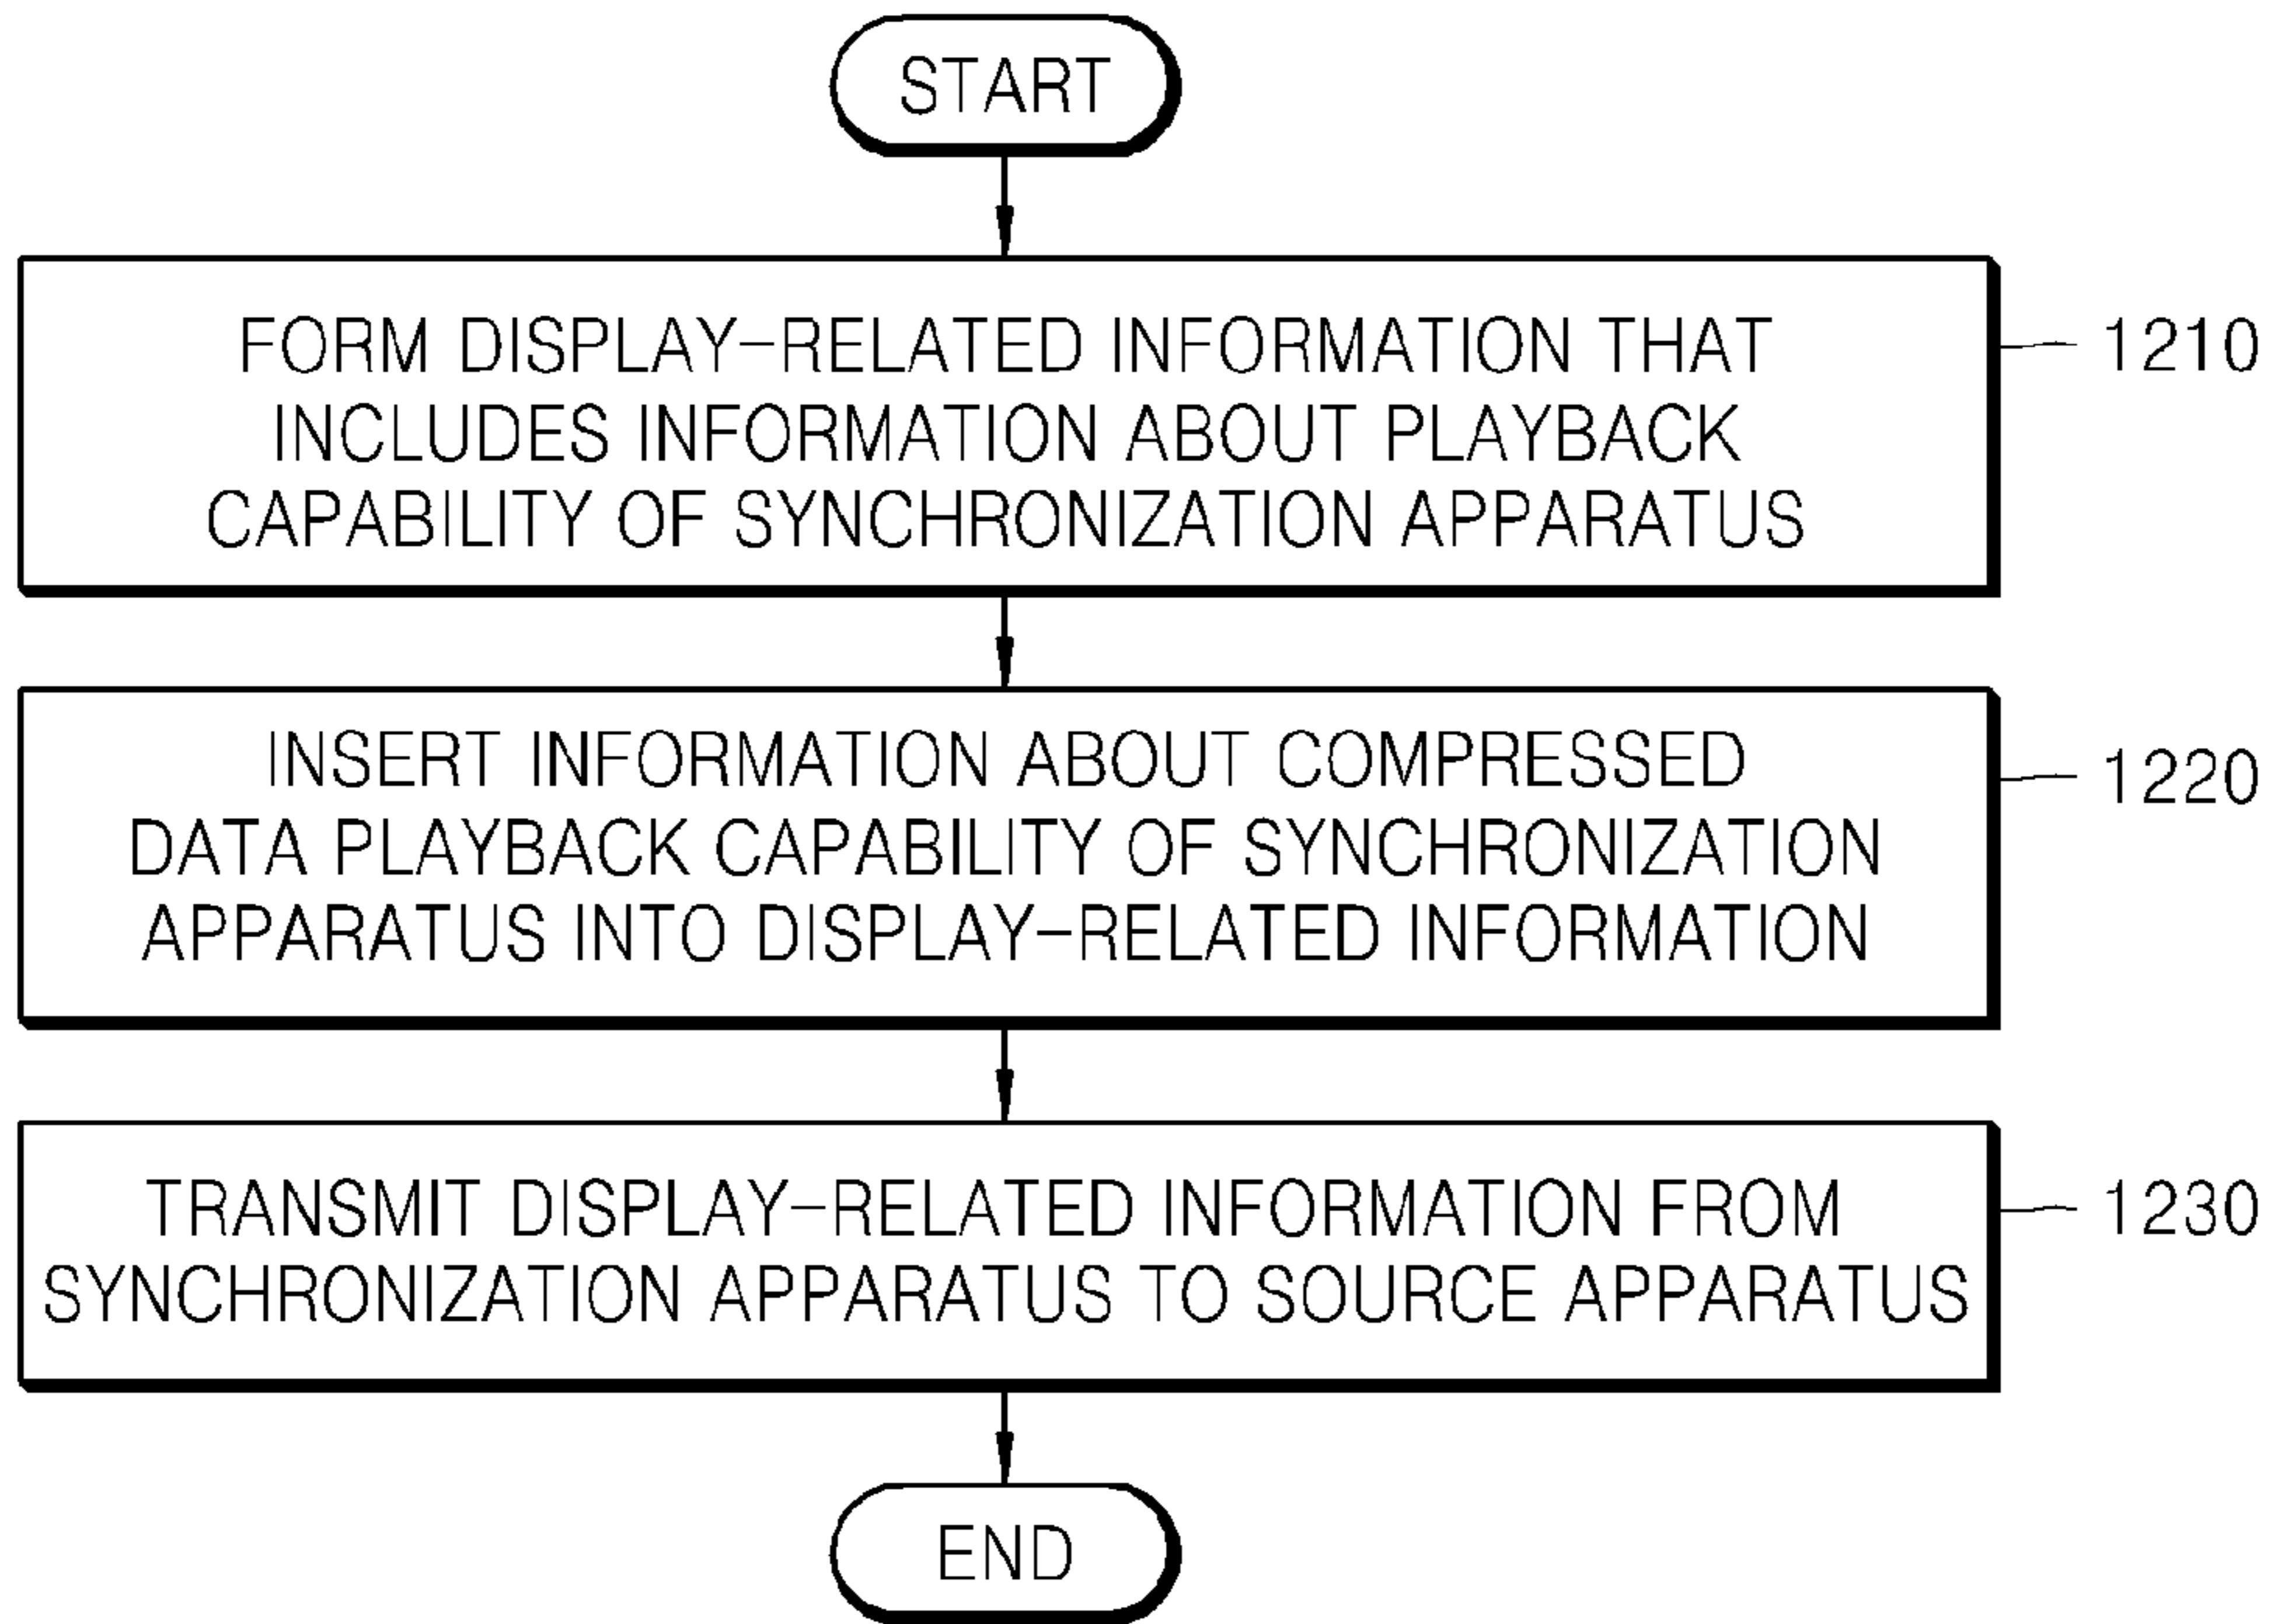 START
FORM DISPLAY-RELATED INFORMATION THAT
INCLUDES INFORMATION ABOUT PLAYBACK
CAPABILITY OF SYNCHRONIZATION APPARATUS
1210
INSERT INFORMATION ABOUT COMPRESSED
DATA PLAYBACK CAPABILITY OF SYNCHRONIZATION
APPARATUS INTO DISPLAY-RELATED INFORMATION
1220
TRANSMIT DISPLAY-RELATED INFORMATION FROM
SYNCHRONIZATION APPARATUS TO SOURCE APPARATUS
1230
END